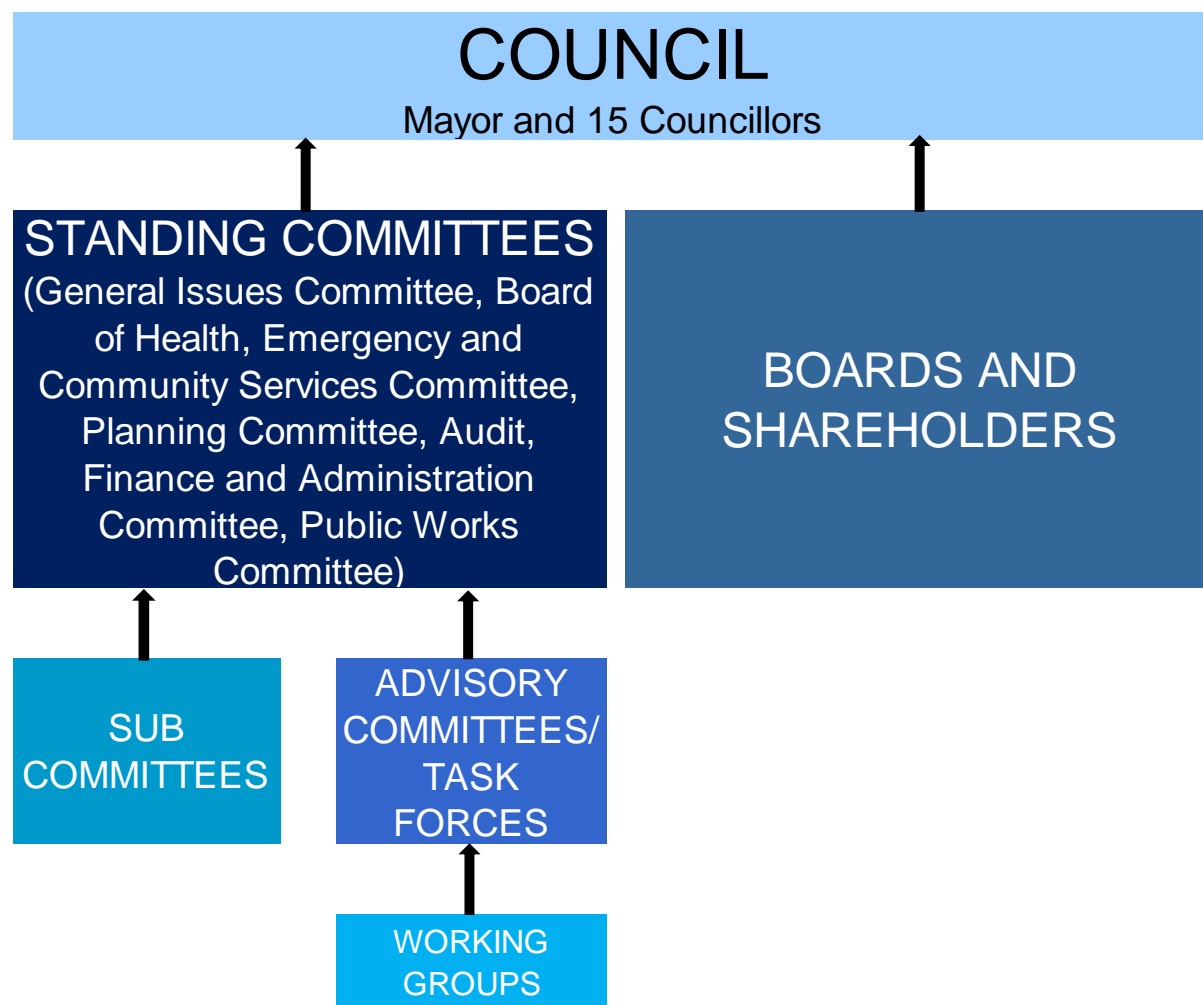 COUNCIL
Mayor and 15 Councillors
STANDING COMMITTEES
(General Issues Committee, Board
of Health, Emergency and
Community Services Committee,
Planning Committee, Audit,
Finance and Administration
Committee, Public Works
Committee)
BOARDS AND
SHAREHOLDERS
SUB
COMMITTEES
ADVISORY
COMMITTEES/
TASK
FORCES
WORKING
GROUPS